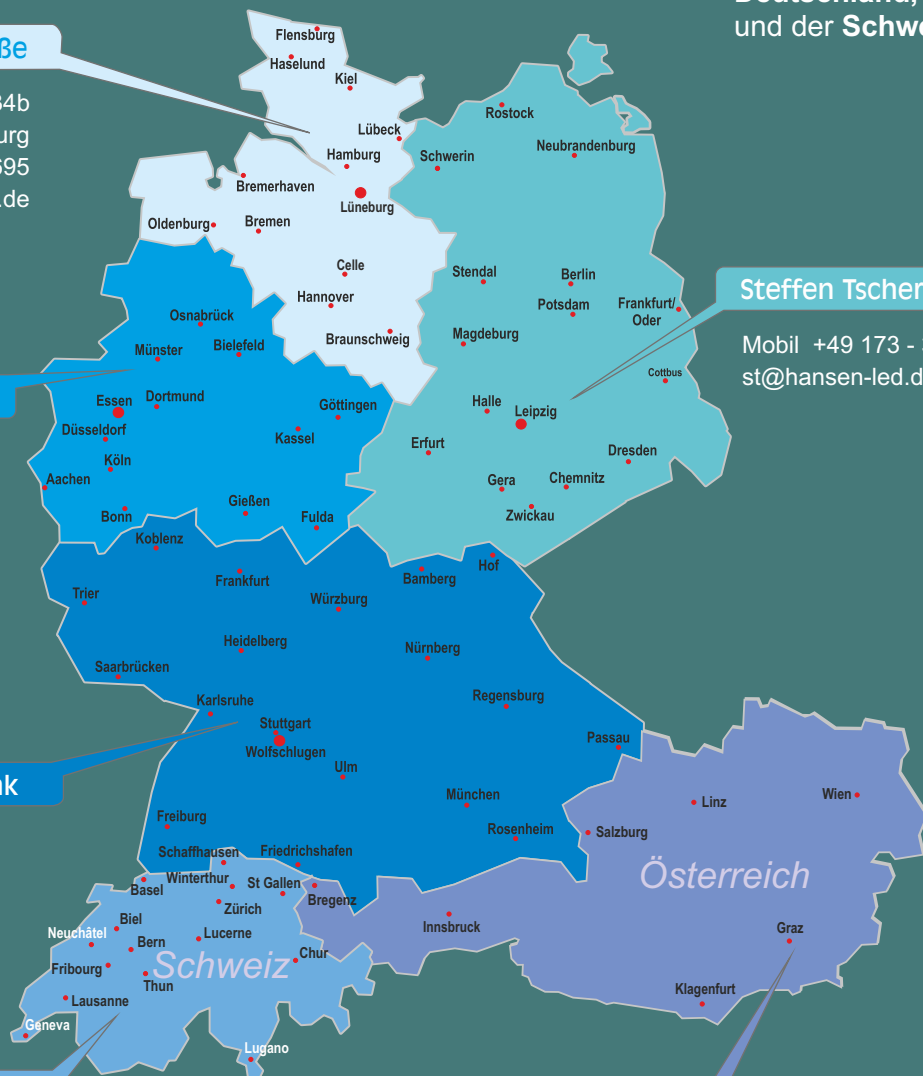 und der Schwe
ße
34b
urg
695
.de
Flensburg
Haselund
Kiel
Lübeck
Hamburg
Bremerhaven
Lüneburg
Oldenburg
Bremen
Celle
Hannover
Braunschweig
Rostock
Schwerin
Neubrandenburg
Stendal
Berlin
Potsdam
Frankfurt/
Oder
Magdeburg
Cottbus
Halle
Leipzig
Erfurt
Dresden
Gera
Chemnitz
Zwickau
Steffen Tscher
Mobil +49 173 -
st@hansen-led.d
Osnabrück
Münster
Bielefeld
Essen
Dortmund
Göttingen
Düsseldorf
Kassel
Köln
Aachen
Gießen
Bonn
Fulda
Koblenz
Hof
Frankfurt
Bamberg
Trier
Würzburg
Heidelberg
Nürnberg
Saarbrücken
Regensburg
Karlsruhe
Stuttgart
Wolfschlugen
Passau
Ulm
nk
München
Freiburg
Rosenheim
Schaffhausen
Friedrichshafen
Linz
Wien
Salzburg
Österreich
Winterthur
St Gallen
Basel
Bregenz
Zürich
Biel
Neuchâtel
Bern
Lucerne
Innsbruck
Graz
Schweiz
Chur
Fribourg
Thun
Lausanne
Klagenfurt
Geneva
Lugano